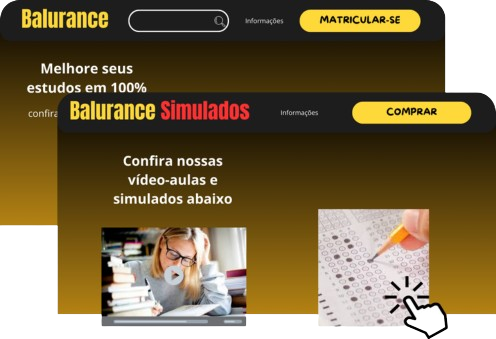 Balurance
Informações
MATRICULAR-SE
Melhore seus
estudos em 100%
confira
Balurance Simulados
Informações
COMPRAR
Confira nossas
vídeo-aulas e
simulados abaixo